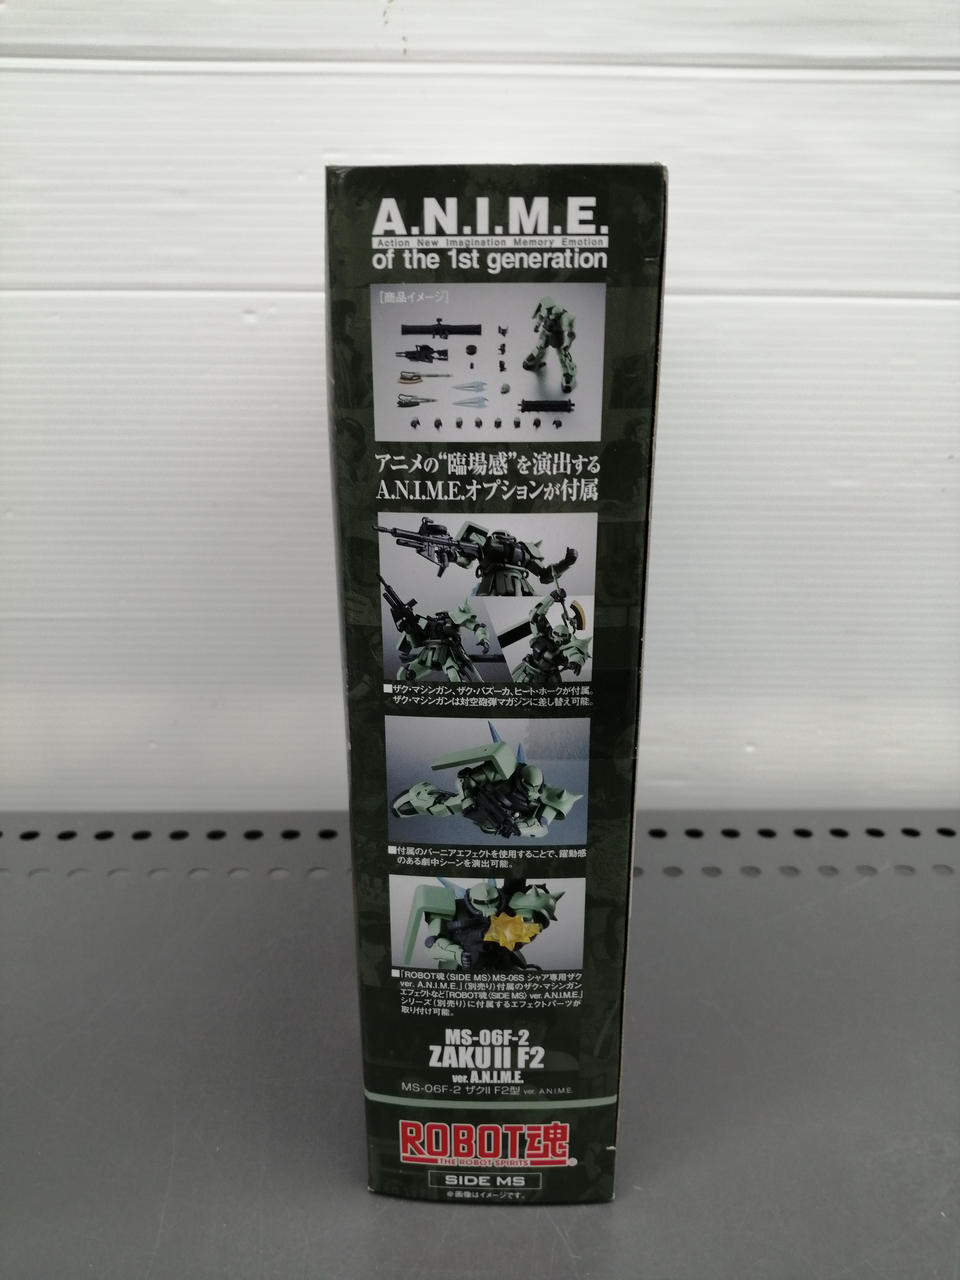 A.N.I.M.E.
Action New Imagination Memory Emotion
of the 1st generation
[商品イメージ]
アニメの“臨場感”を演出する
A.N.I.M.E.オプションが付属
■ザク・マシンガン、ザク・バズーカ、ヒート・ホークが付属。
ザク・マシンガンは対空砲弾マガジンに差し替え可能。
■付属のバーニアエフェクトを使用することで、躍動感
のある劇中シーンを演出可能。
■「ROBOT魂〈SIDE MS〉MS-06S シャア専用ザク
ver. A.N.I.M.E.」（別売り）付属のザク・マシンガン
エフェクトなど「ROBOT魂〈SIDE MS〉 ver. A.N.I.M.E.」
シリーズ（別売り）に付属するエフェクトパーツが
取り付け可能。
MS-06F-2
ZAKU II F2
ver. A.N.I.M.E.
MS-06F-2 ザクII F2型 ver. A.N.I.M.E.
ROBOT魂
THE ROBOT SPIRITS
SIDE MS
※画像はイメージです。